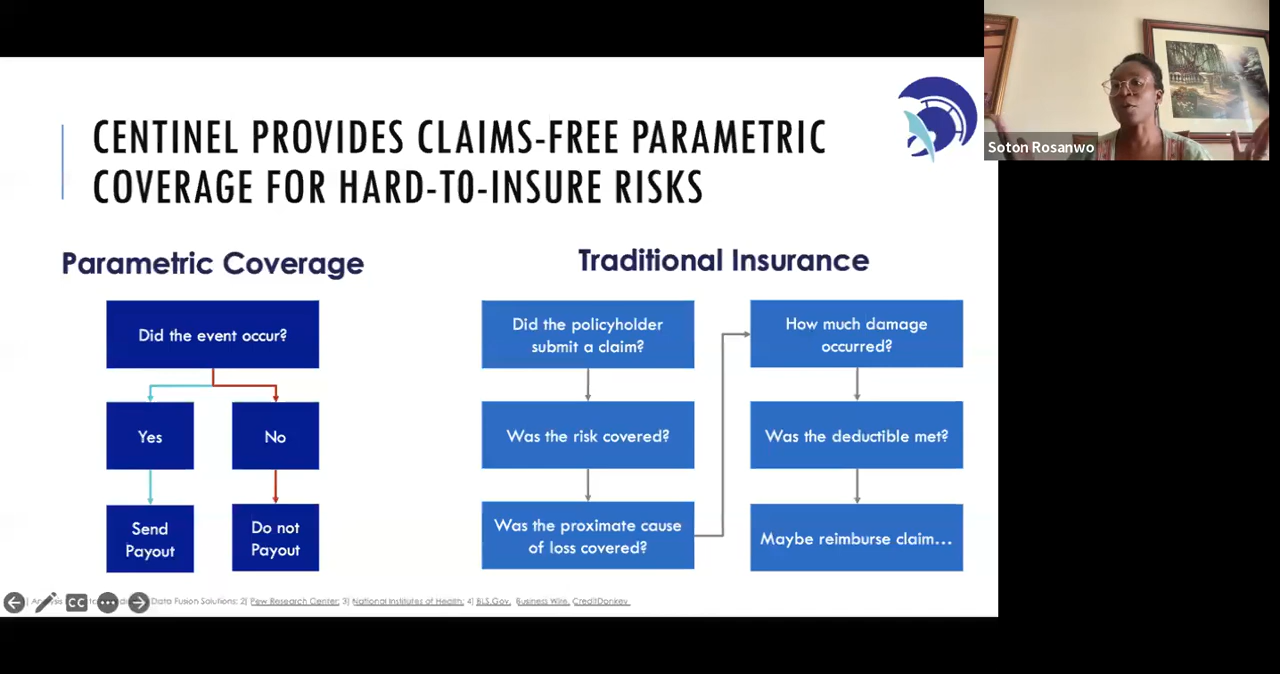 CENTINEL PROVIDES CLAIMS-FREE PARAMETRIC
COVERAGE FOR HARD-TO-INSURE RISKS
Soton Rosanwo
Parametric Coverage
Did the event occur?
Yes
No
Send
Payout
Do not
Payout
Traditional Insurance
Did the policyholder
submit a claim?
Was the risk covered?
Was the proximate cause
of loss covered?
How much damage
occurred?
Was the deductible met?
Maybe reimburse claim...
CC
Data Fusion Solutions; 2) Pew Research Center; 3) National Institutes of Health; 4) BLS.Gov, Business Wire, CreditDonkey